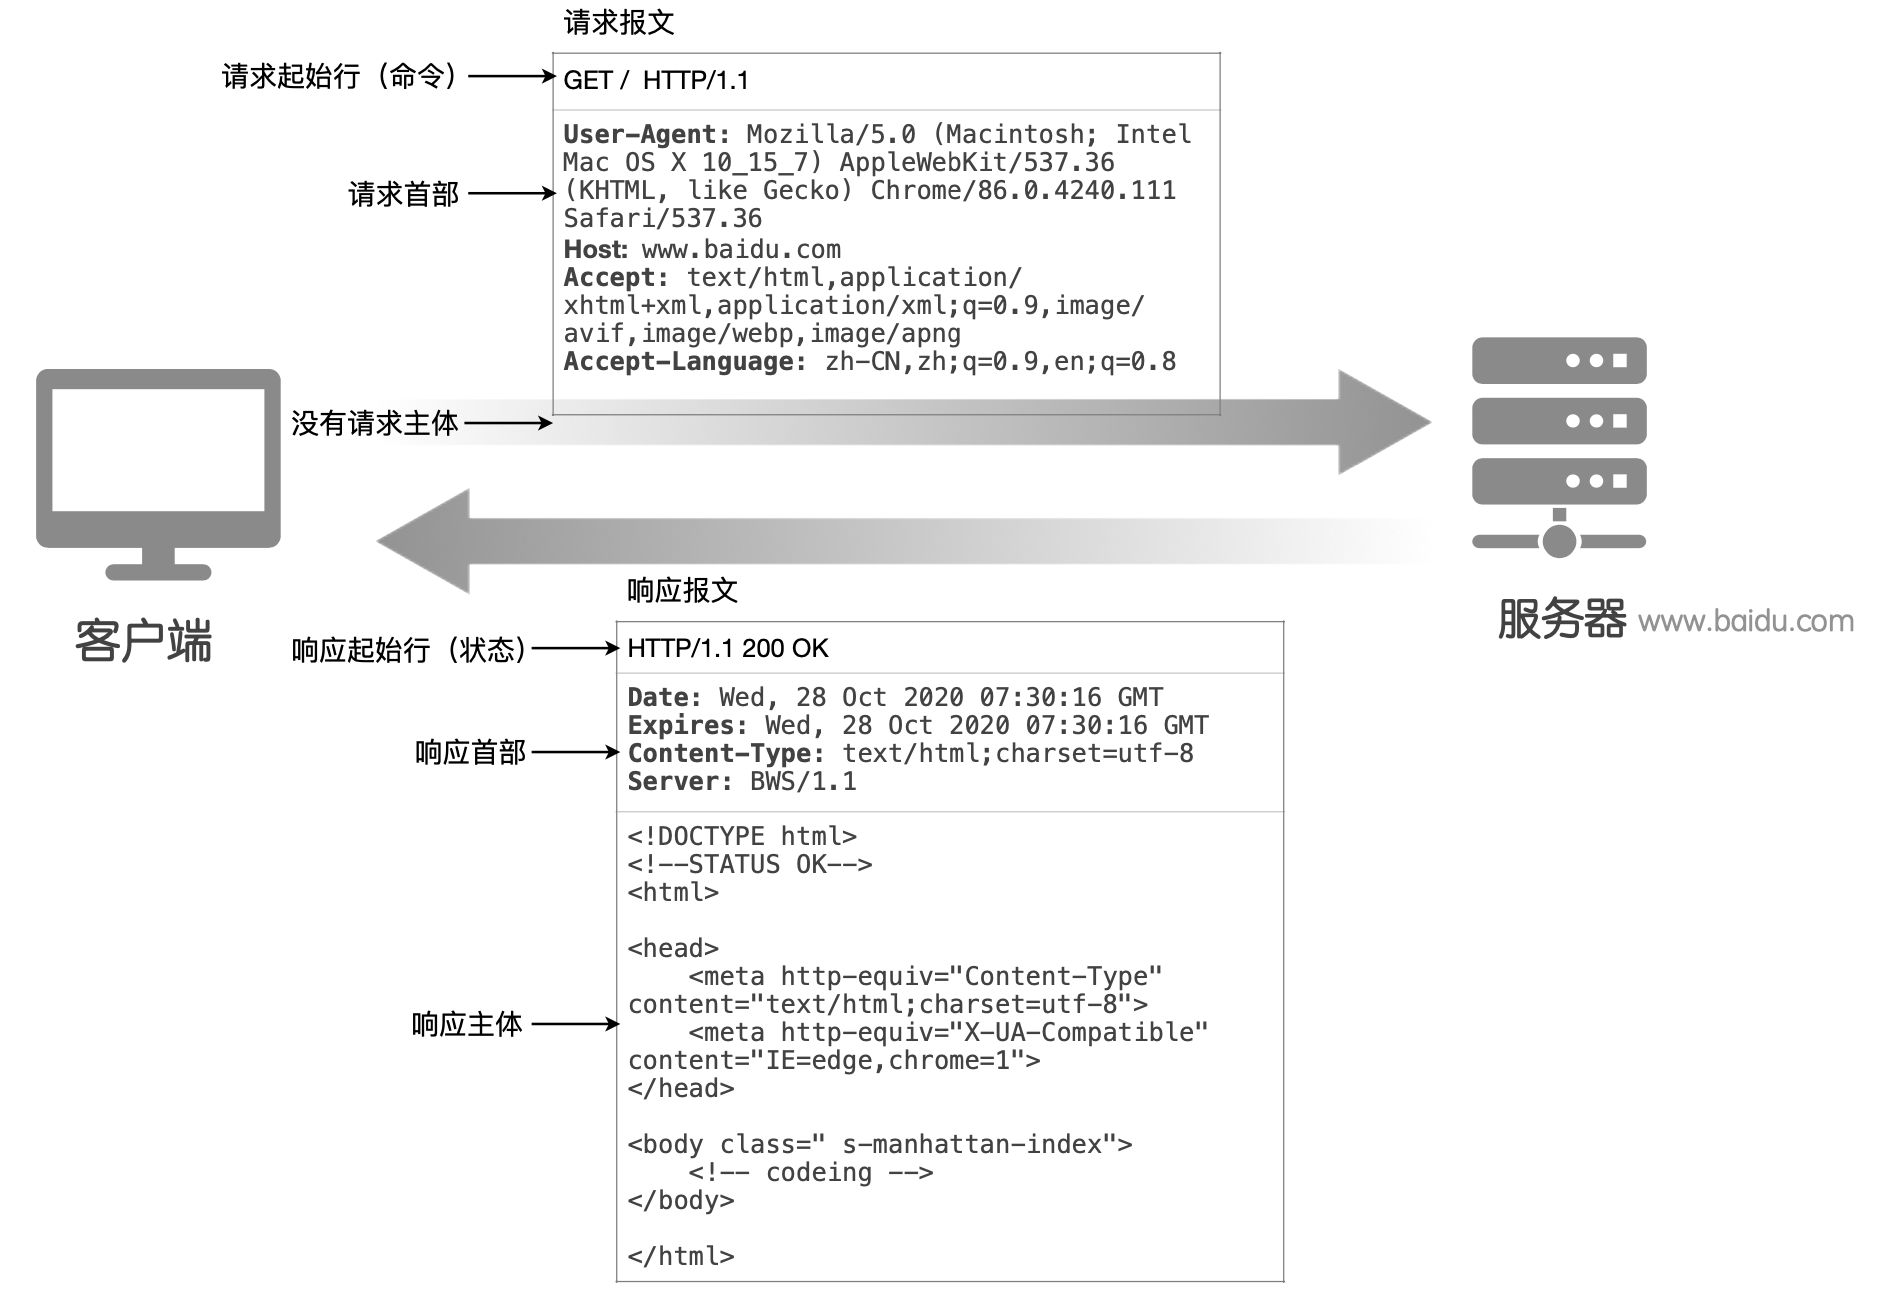 请求报文
请求起始行（命令）
GET /  HTTP/1.1
User-Agent: Mozilla/5.0 (Macintosh; Intel
Mac OS X 10_15_7) AppleWebKit/537.36
请求首部
(KHTML, like Gecko) Chrome/86.0.4240.111
Safari/537.36
Host: www.baidu.com
Accept: text/html,application/
xhtml+xml,application/xml;q=0.9,image/
avif,image/webp,image/apng
Accept-Language: zh-CN,zh;q=0.9,en;q=0.8
没有请求主体
客户端
服务器 www.baidu.com
响应报文
响应起始行（状态）
HTTP/1.1 200 OK
Date: Wed, 28 Oct 2020 07:30:16 GMT
Expires: Wed, 28 Oct 2020 07:30:16 GMT
响应首部
Content-Type: text/html;charset=utf-8
Server: BWS/1.1
<!DOCTYPE html>
<!--STATUS OK-->
<html>
<head>
<meta http-equiv="Content-Type"
content="text/html;charset=utf-8">
响应主体
<meta http-equiv="X-UA-Compatible"
content="IE=edge,chrome=1">
</head>
<body class=" s-manhattan-index">
<!-- codeing -->
</body>
</html>